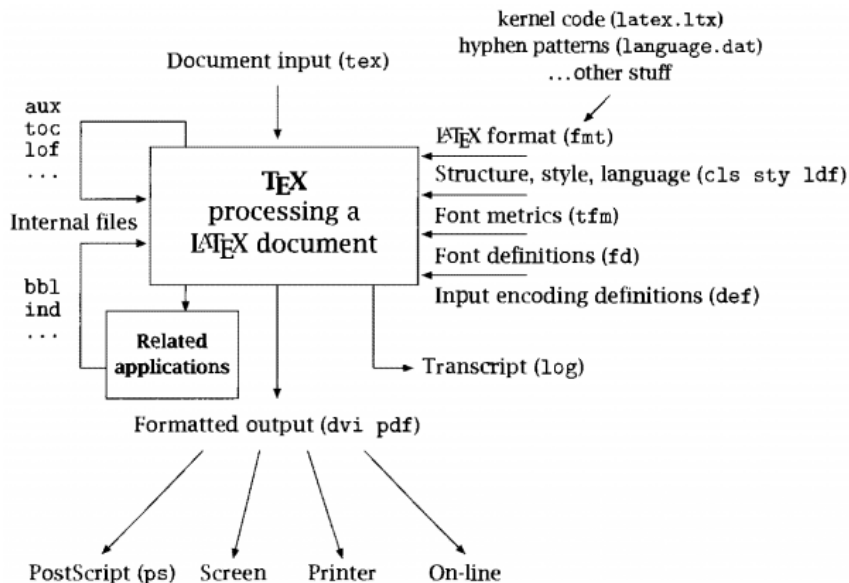 kernel code (latex.ltx)
hyphen patterns (language.dat)
...other stuff
Document input (tex)
aux
toc
lof
...
LATEX format (fmt)
TEX
processing a
LATEX document
Structure, style, language (cls sty ldf)
Internal files
Font metrics (tfm)
Font definitions (fd)
bbl
ind
...
Input encoding definitions (def)
Related
applications
Transcript (log)
Formatted output (dvi pdf)
PostScript (ps) Screen Printer On-line